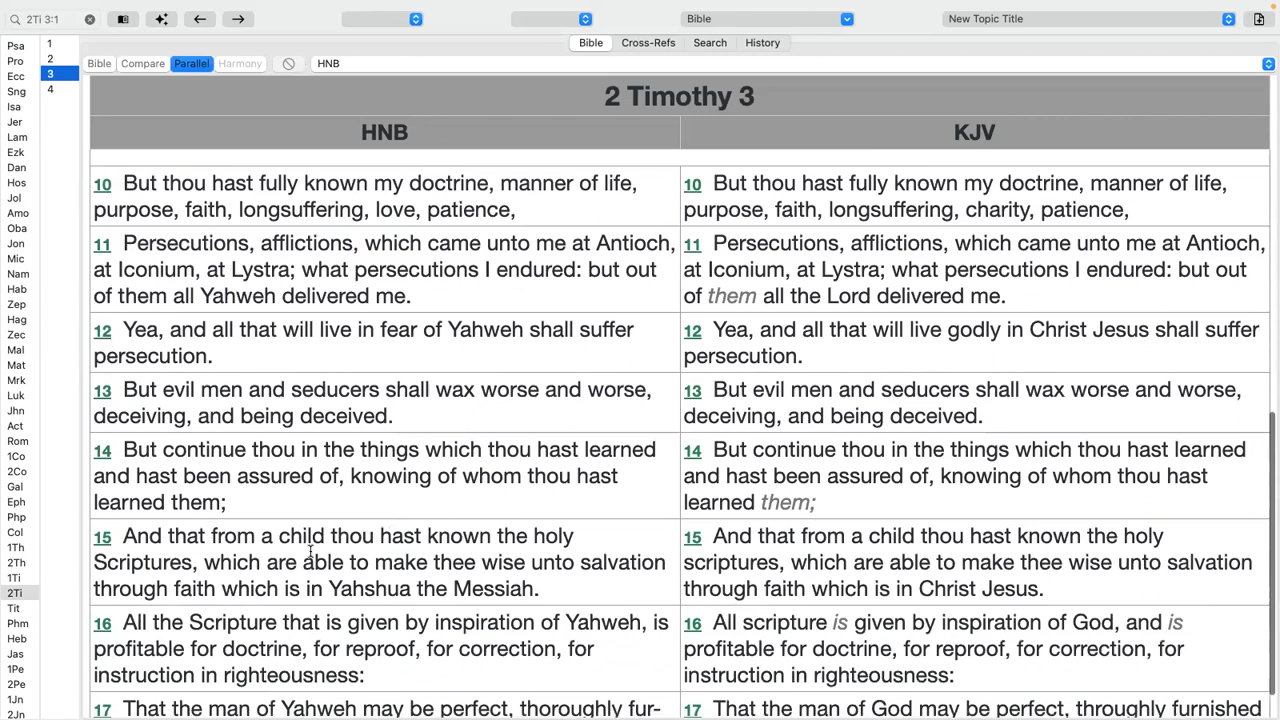 2Ti 3:1
Bible
New Topic Title
Bible Cross-Refs Search History
Bible Compare Parallel Harmony HNB
Psa
Pro
Ecc
Sng
Isa
Jer
Lam
Ezk
Dan
Hos
Jol
Amo
Oba
Jon
Mic
Nam
Hab
Zep
Hag
Zec
Mal
Mat
Mrk
Luk
Jhn
Act
Rom
1Co
2Co
Gal
Eph
Php
Col
1Th
2Th
1Ti
2Ti
Tit
Phm
Heb
Jas
1Pe
2Pe
1Jn
2Jn
1
2
3
4
2 Timothy 3
HNB
10 But thou hast fully known my doctrine, manner of life,
purpose, faith, longsuffering, love, patience,
11 Persecutions, afflictions, which came unto me at Antioch,
at Iconium, at Lystra; what persecutions I endured: but out
of them all Yahweh delivered me.
12 Yea, and all that will live in fear of Yahweh shall suffer
persecution.
13 But evil men and seducers shall wax worse and worse,
deceiving, and being deceived.
14 But continue thou in the things which thou hast learned
and hast been assured of, knowing of whom thou hast
learned them;
15 And that from a child thou hast known the holy
Scriptures, which are able to make thee wise unto salvation
through faith which is in Yahshua the Messiah.
16 All the Scripture that is given by inspiration of Yahweh, is
profitable for doctrine, for reproof, for correction, for
instruction in righteousness:
17 That the man of Yahweh may be perfect, thoroughly fur-
KJV
10 But thou hast fully known my doctrine, manner of life,
purpose, faith, longsuffering, charity, patience,
11 Persecutions, afflictions, which came unto me at Antioch,
at Iconium, at Lystra; what persecutions I endured: but out
of them all the Lord delivered me.
12 Yea, and all that will live godly in Christ Jesus shall suffer
persecution.
13 But evil men and seducers shall wax worse and worse,
deceiving, and being deceived.
14 But continue thou in the things which thou hast learned
and hast been assured of, knowing of whom thou hast
learned them;
15 And that from a child thou hast known the holy
scriptures, which are able to make thee wise unto salvation
through faith which is in Christ Jesus.
16 All scripture is given by inspiration of God, and is
profitable for doctrine, for reproof, for correction, for
instruction in righteousness:
17 That the man of God may be perfect, throughly furnished